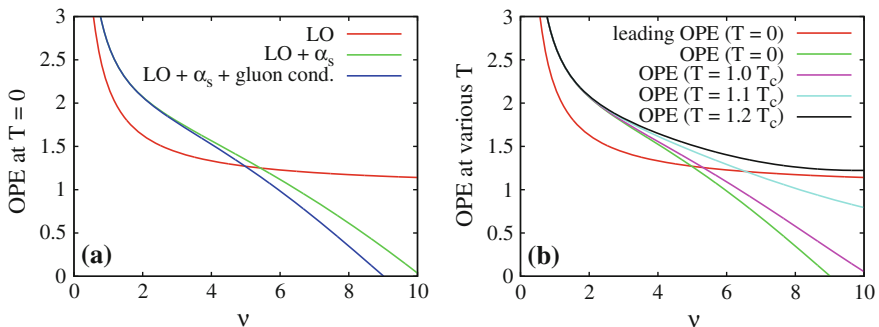 3
2.5
2
1.5
1
0.5
0
OPE at T = 0
LO
LO + αs
LO + αs + gluon cond.
(a)
0 2 4 6 8 10
ν
3
2.5
2
1.5
1
0.5
0
OPE at various T
leading OPE (T = 0)
OPE (T = 0)
OPE (T = 1.0 Tc)
OPE (T = 1.1 Tc)
OPE (T = 1.2 Tc)
(b)
0 2 4 6 8 10
ν